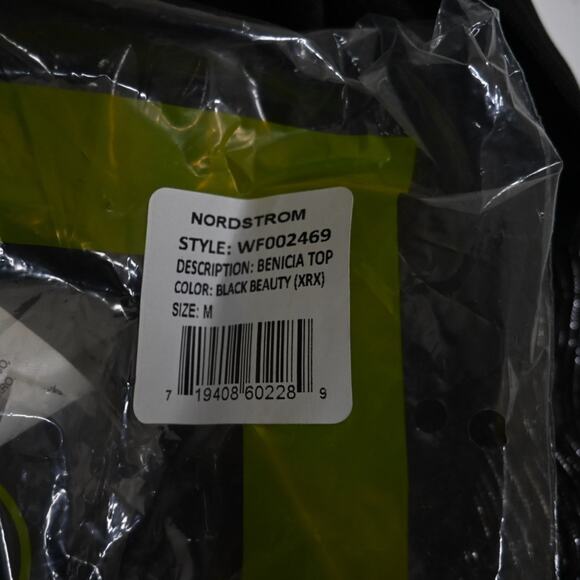 NORDSTROM
STYLE: WF002469
DESCRIPTION: BENICIA TOP
COLOR: BLACK BEAUTY (XRX)
SIZE: M
7 19408 60228 9